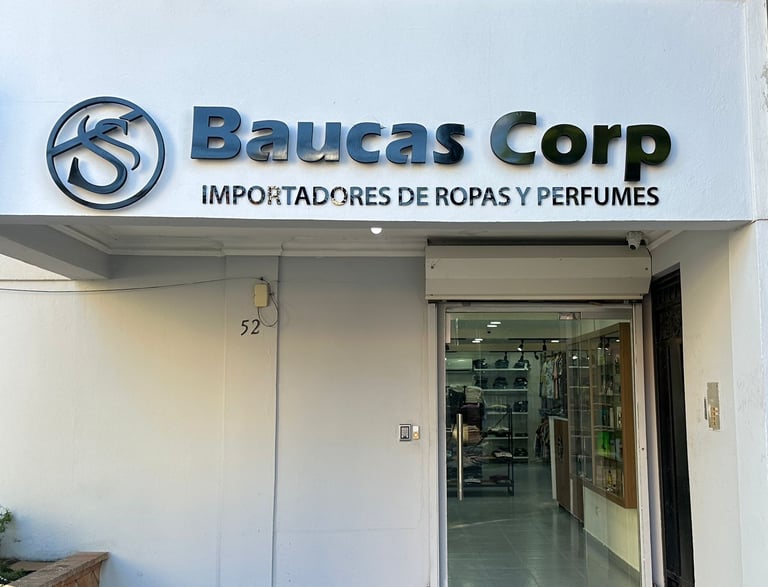 S
Baucas Corp
IMPORTADORES DE ROPAS Y PERFUMES
52